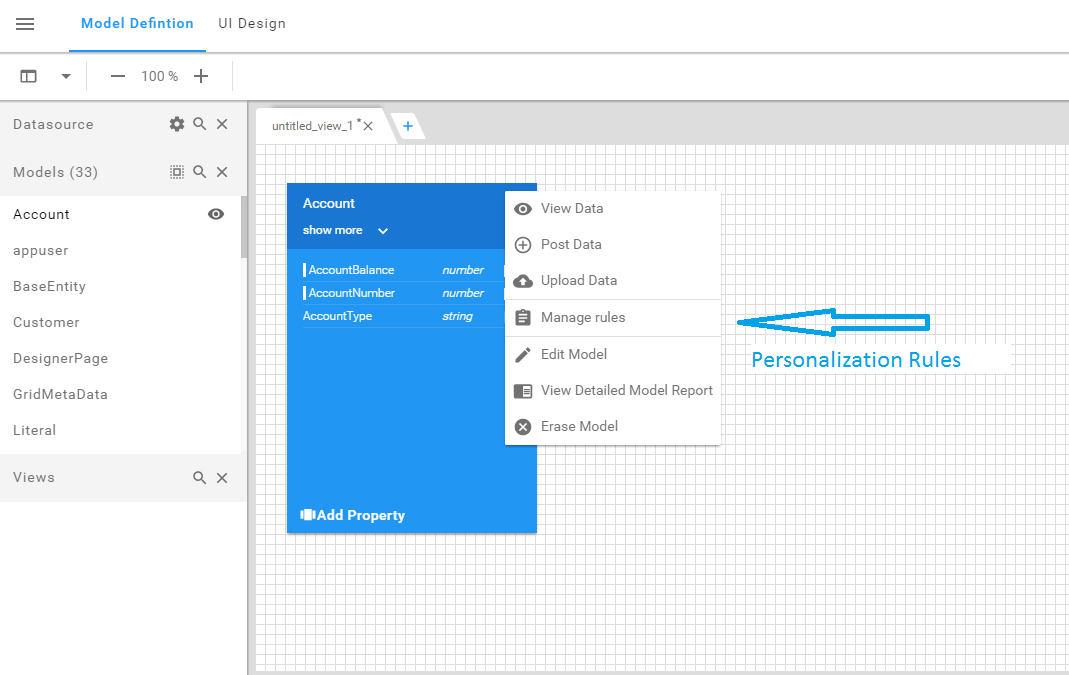 Model Defintion UI Design
100 %
Datasource
Models (33)
Account
appuser
BaseEntity
Customer
DesignerPage
GridMetaData
Literal
Views
untitled_view_1 *
Account
show more
AccountBalance number
AccountNumber number
AccountType string
Add Property
View Data
Post Data
Upload Data
Manage rules
Edit Model
View Detailed Model Report
Erase Model
Personalization Rules